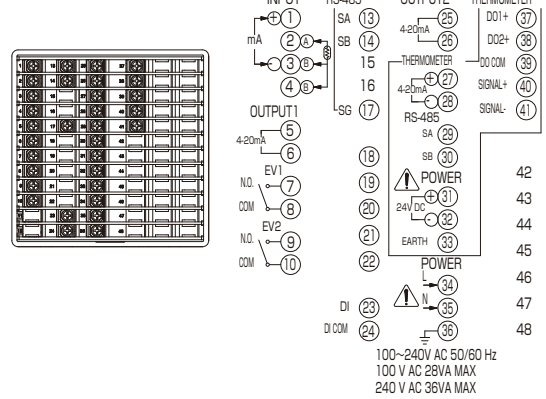 INPUT1
+ 1
mA
2 A
- 3 B
4 B
OUTPUT1
4-20mA
5
6
EV1
N.O. 7
COM 8
EV2
N.O. 9
COM 10
RS-485
SA 13
SB 14
15
16
SG 17
18
19
20
21
22
DI 23
DI COM 24
OUTPUT2
4-20mA
25
26
THERMOMETER
4-20mA
+ 27
- 28
RS-485
SA 29
SB 30
POWER
24V DC
+ 31
- 32
EARTH 33
POWER
L 34
N 35
36
100~240V AC 50/60 Hz
100 V AC 28VA MAX
240 V AC 36VA MAX
THERMOMETER
DO1+ 37
DO2+ 38
DO COM 39
SIGNAL+ 40
SIGNAL- 41
42
43
44
45
46
47
48